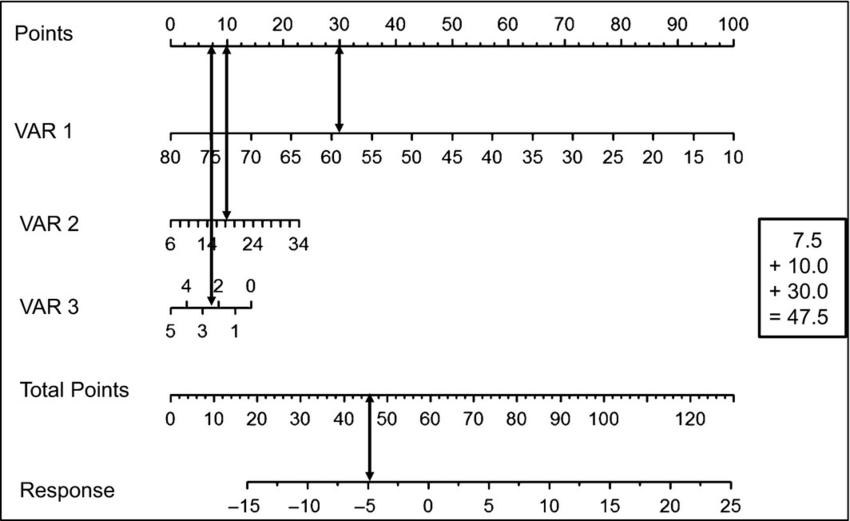 Points
0 10 20 30 40 50 60 70 80 90 100
VAR 1
80 75 70 65 60 55 50 45 40 35 30 25 20 15 10
VAR 2
6 14 24 34
4 2 0
VAR 3
5 3 1
7.5
+ 10.0
+ 30.0
= 47.5
Total Points
0 10 20 30 40 50 60 70 80 90 100 120
Response
–15 –10 –5 0 5 10 15 20 25